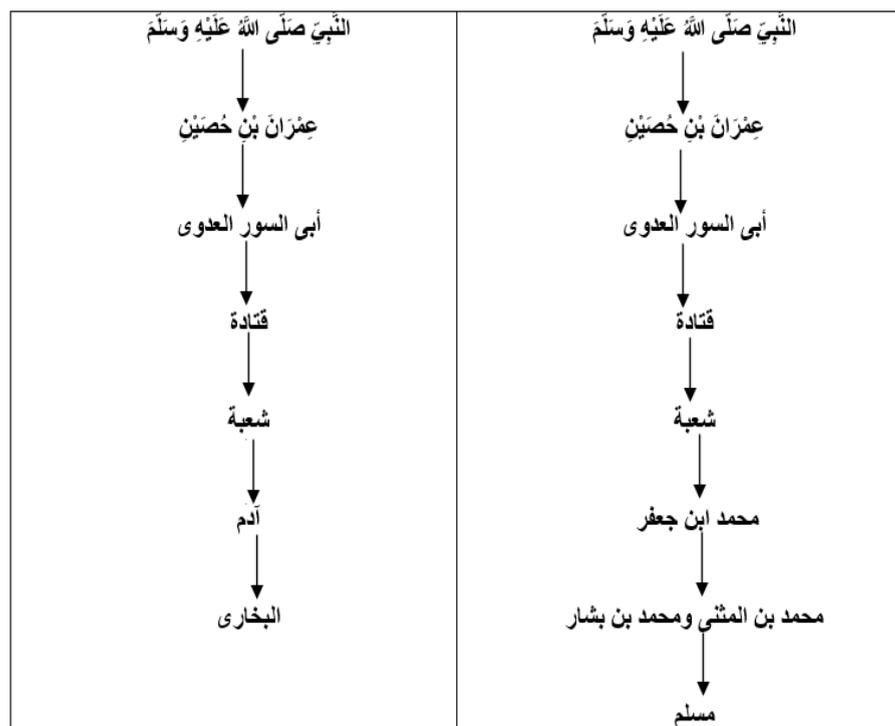 النَّبِيِّ صَلَّى اللَّهُ عَلَيْهِ وَسَلَّمَ
عِمْرَانَ بْنِ حُصَيْنٍ
أبى السور العدوى
قتادة
شعبة
محمد ابن جعفر
محمد بن المثنى ومحمد بن بشار
مسلم
النَّبِيِّ صَلَّى اللَّهُ عَلَيْهِ وَسَلَّمَ
عِمْرَانَ بْنِ حُصَيْنٍ
أبى السور العدوى
قتادة
شعبة
آدم
البخارى